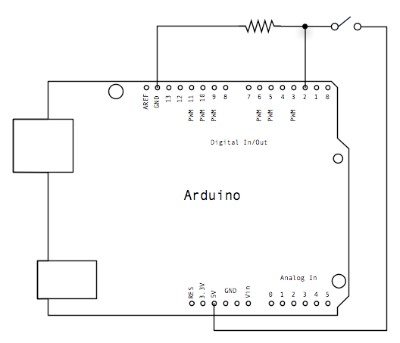 AREF GND 13 12 11 10 9 8 7 6 5 4 3 2 1 0
PWM PWM PWM PWM PWM PWM
Digital In/Out
Arduino
Analog In
RES 3.3V 5V GND Vin 0 1 2 3 4 5